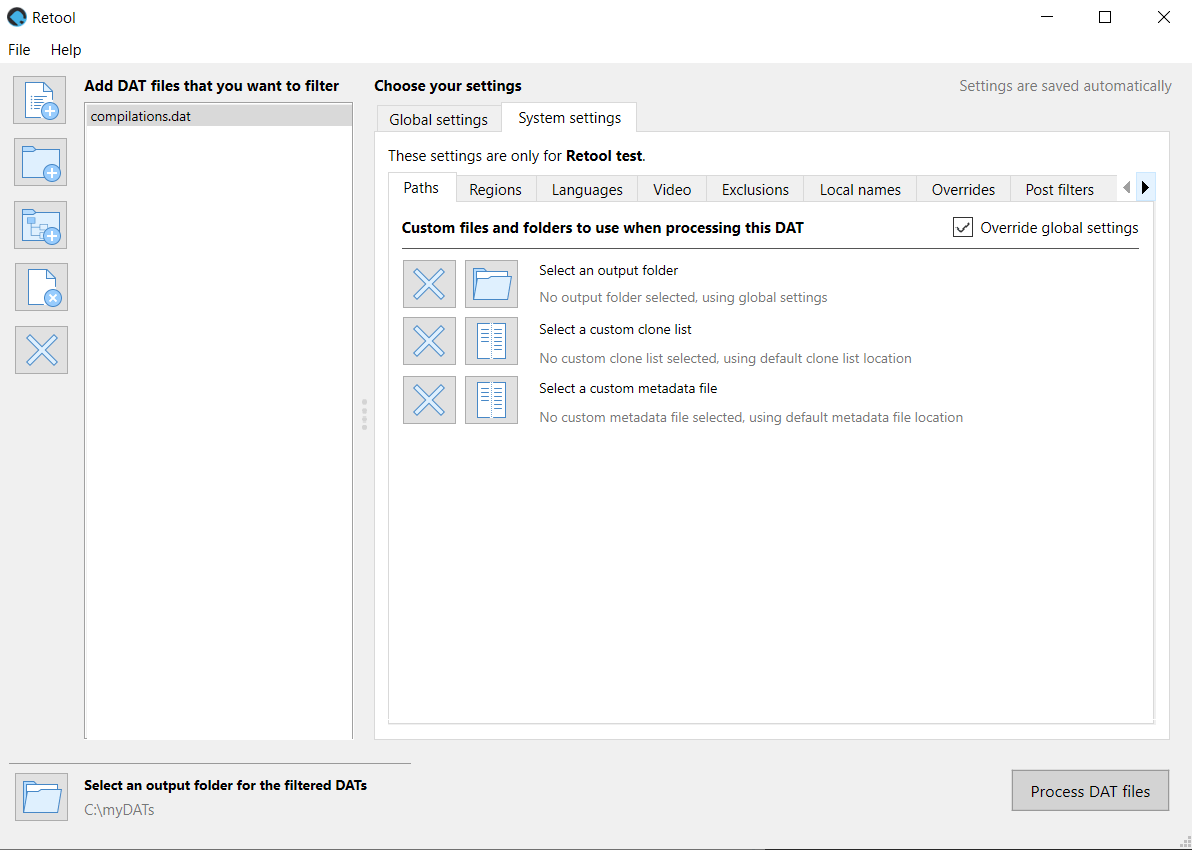 Retool
File Help
Add DAT files that you want to filter
compilations.dat
Choose your settings
Settings are saved automatically
Global settings
System settings
These settings are only for Retool test.
Paths
Regions
Languages
Video
Exclusions
Local names
Overrides
Post filters
Custom files and folders to use when processing this DAT
Override global settings
Select an output folder
No output folder selected, using global settings
Select a custom clone list
No custom clone list selected, using default clone list location
Select a custom metadata file
No custom metadata file selected, using default metadata file location
Select an output folder for the filtered DATs
C:\myDATs
Process DAT files